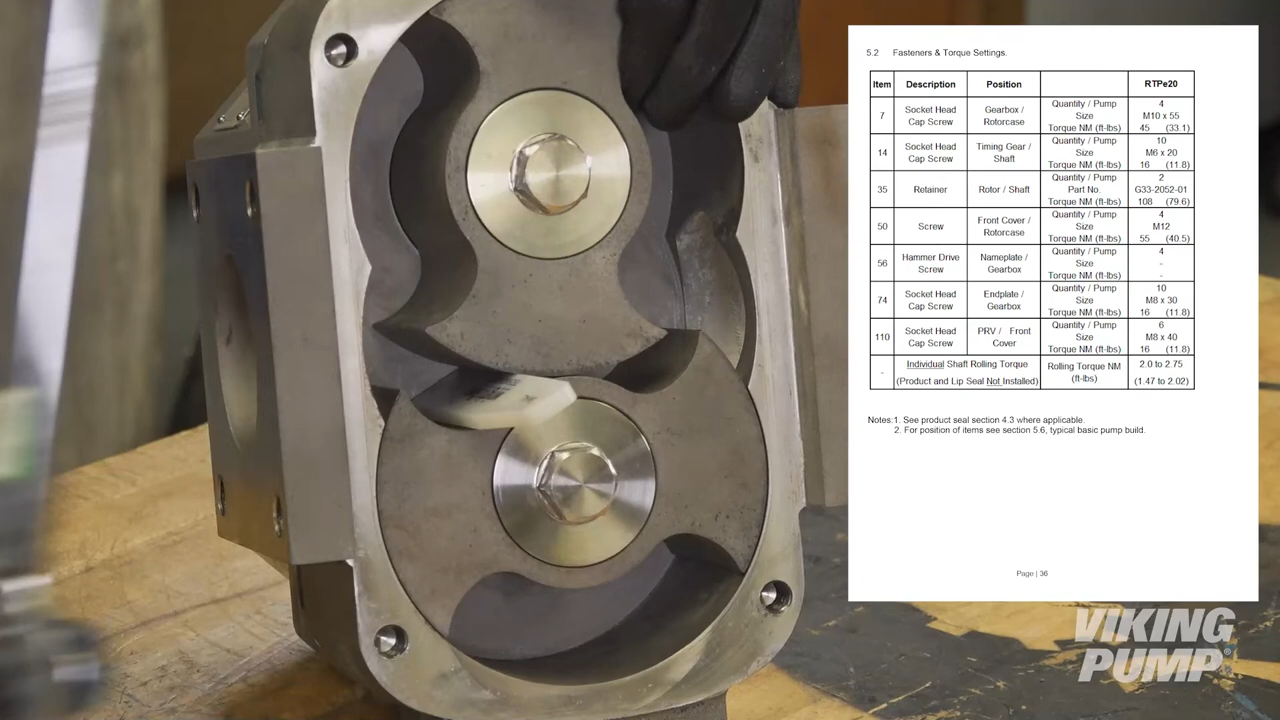 5.2 Fasteners & Torque Settings.
Item Description Position RTPe20
7 Socket Head Cap Screw Gearbox / Rotorcase Quantity / Pump 4
Size M10 x 55
Torque NM (ft-lbs) 45 (33.1)
14 Socket Head Cap Screw Timing Gear / Shaft Quantity / Pump 10
Size M6 x 20
Torque NM (ft-lbs) 16 (11.8)
35 Retainer Rotor / Shaft Quantity / Pump 2
Part No. G33-2052-01
Torque NM (ft-lbs) 108 (79.6)
50 Screw Front Cover / Rotorcase Quantity / Pump 4
Size M12
Torque NM (ft-lbs) 55 (40.5)
56 Hammer Drive Screw Nameplate / Gearbox Quantity / Pump 4
Size -
Torque NM (ft-lbs) -
74 Socket Head Cap Screw Endplate / Gearbox Quantity / Pump 10
Size M8 x 30
Torque NM (ft-lbs) 16 (11.8)
110 Socket Head Cap Screw PRV / Front Cover Quantity / Pump 6
Size M8 x 40
Torque NM (ft-lbs) 16 (11.8)
- Individual Shaft Rolling Torque Rolling Torque NM 2.0 to 2.75
(Product and Lip Seal Not Installed) (ft-lbs) (1.47 to 2.02)
Notes:1. See product seal section 4.3 where applicable.
2. For position of items see section 5.6, typical basic pump build.
Page | 36
VIKING
PUMP®